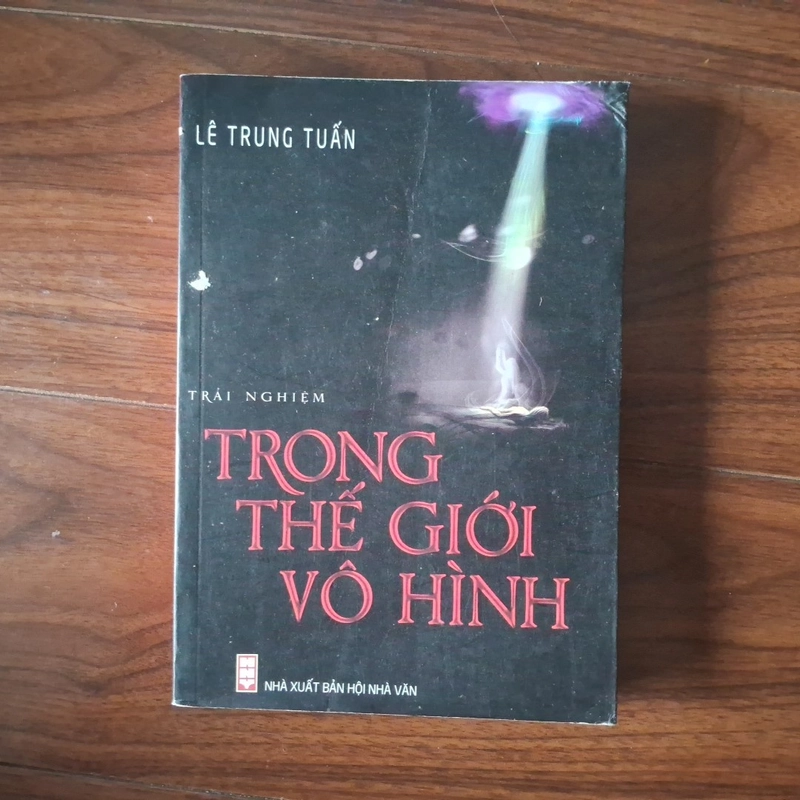 LÊ TRUNG TUẤN
TRẢI NGHIỆM
TRONG
THẾ GIỚI
VÔ HÌNH
NHÀ XUẤT BẢN HỘI NHÀ VĂN